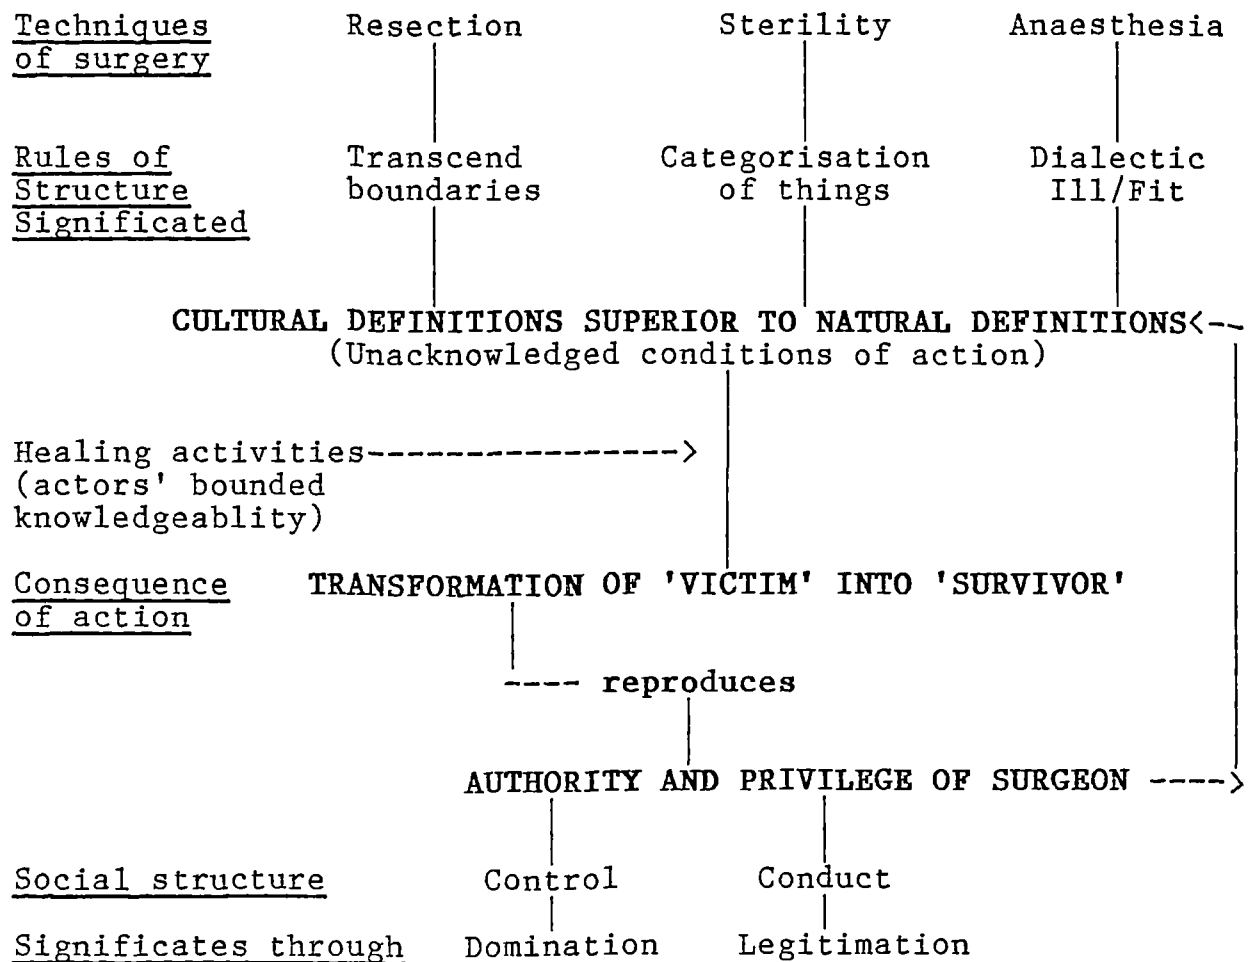 Techniques Resection Sterility Anaesthesia
of surgery
Rules of Transcend Categorisation Dialectic
Structure boundaries of things Ill/Fit
Significated
CULTURAL DEFINITIONS SUPERIOR TO NATURAL DEFINITIONS<--
(Unacknowledged conditions of action)
Healing activities---------------->
(actors' bounded
knowledgeablity)
Consequence TRANSFORMATION OF 'VICTIM' INTO 'SURVIVOR'
of action
---- reproduces
AUTHORITY AND PRIVILEGE OF SURGEON ---->
Social structure Control Conduct
Significates through Domination Legitimation